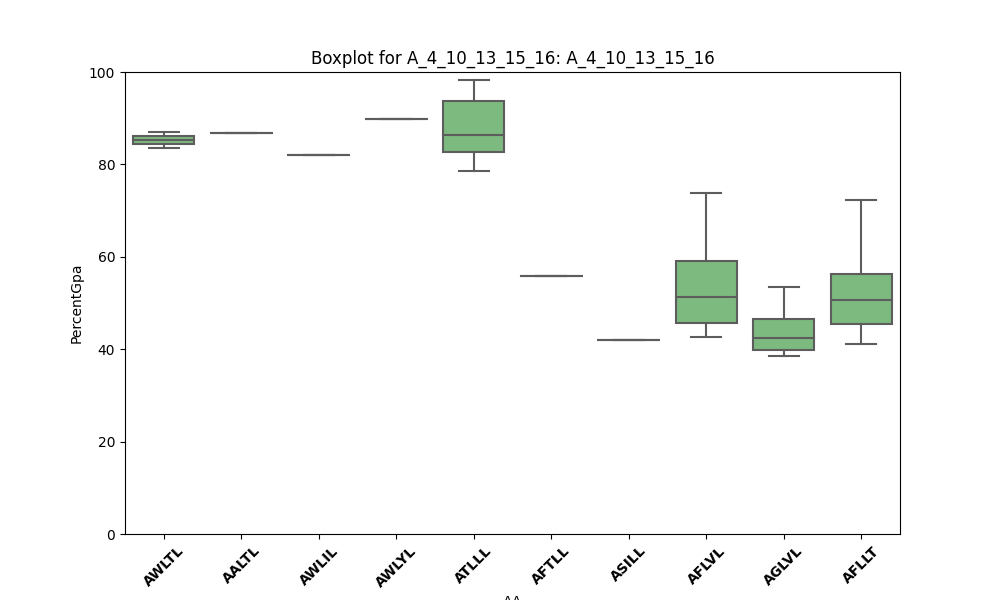 Boxplot for A_4_10_13_15_16: A_4_10_13_15_16
100
80
60
40
20
0
PercentGpa
AWLTL
AALTL
AWLIL
AWLYL
ATLLL
AFTLL
ASILL
AFLVL
AGLVL
AFLLT